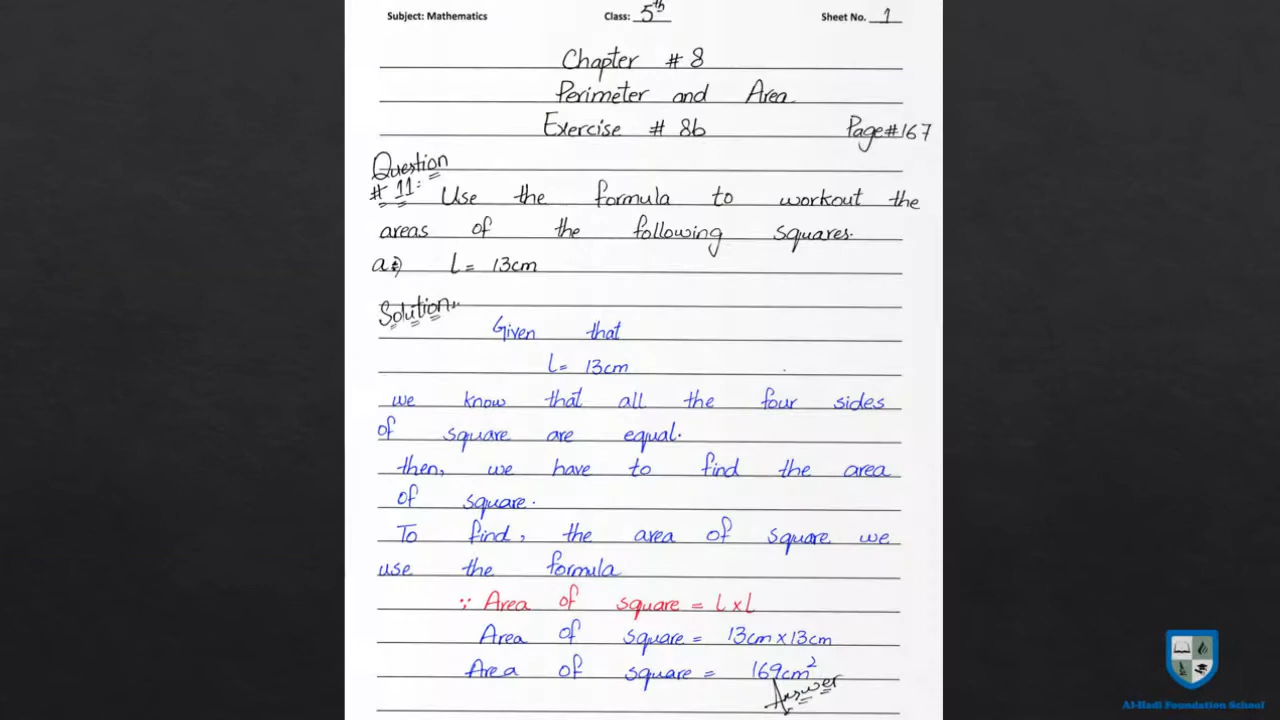 Subject: Mathematics Class: 5th Sheet No. 1
Chapter # 8
Perimeter and Area
Exercise # 8b Page#167
Question
# 11: Use the formula to workout the
areas of the following squares.
a:) L= 13cm
Solution:
Given that
L= 13cm
we know that all the four sides
of square are equal.
then, we have to find the area
of square.
To find, the area of square we
use the formula
∵ Area of square = L x L
Area of square = 13cm x 13cm
Area of square = 169cm²
Answer
Al-Hadi Foundation School